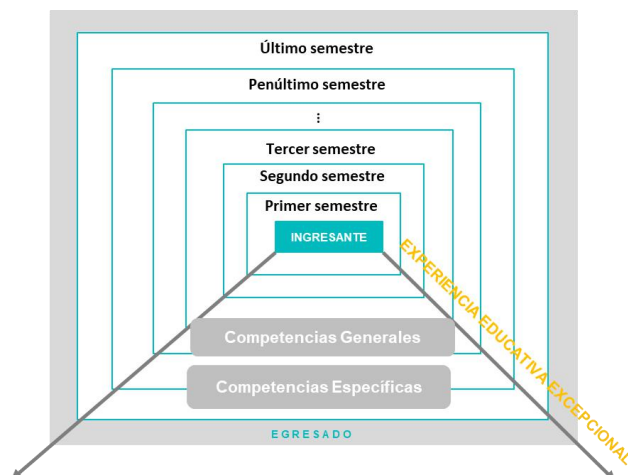 Último semestre
Penúltimo semestre
⋮
Tercer semestre
Segundo semestre
Primer semestre
INGRESANTE
EXPERIENCIA EDUCATIVA EXCEPCIONAL
Competencias Generales
Competencias Específicas
EGRESADO